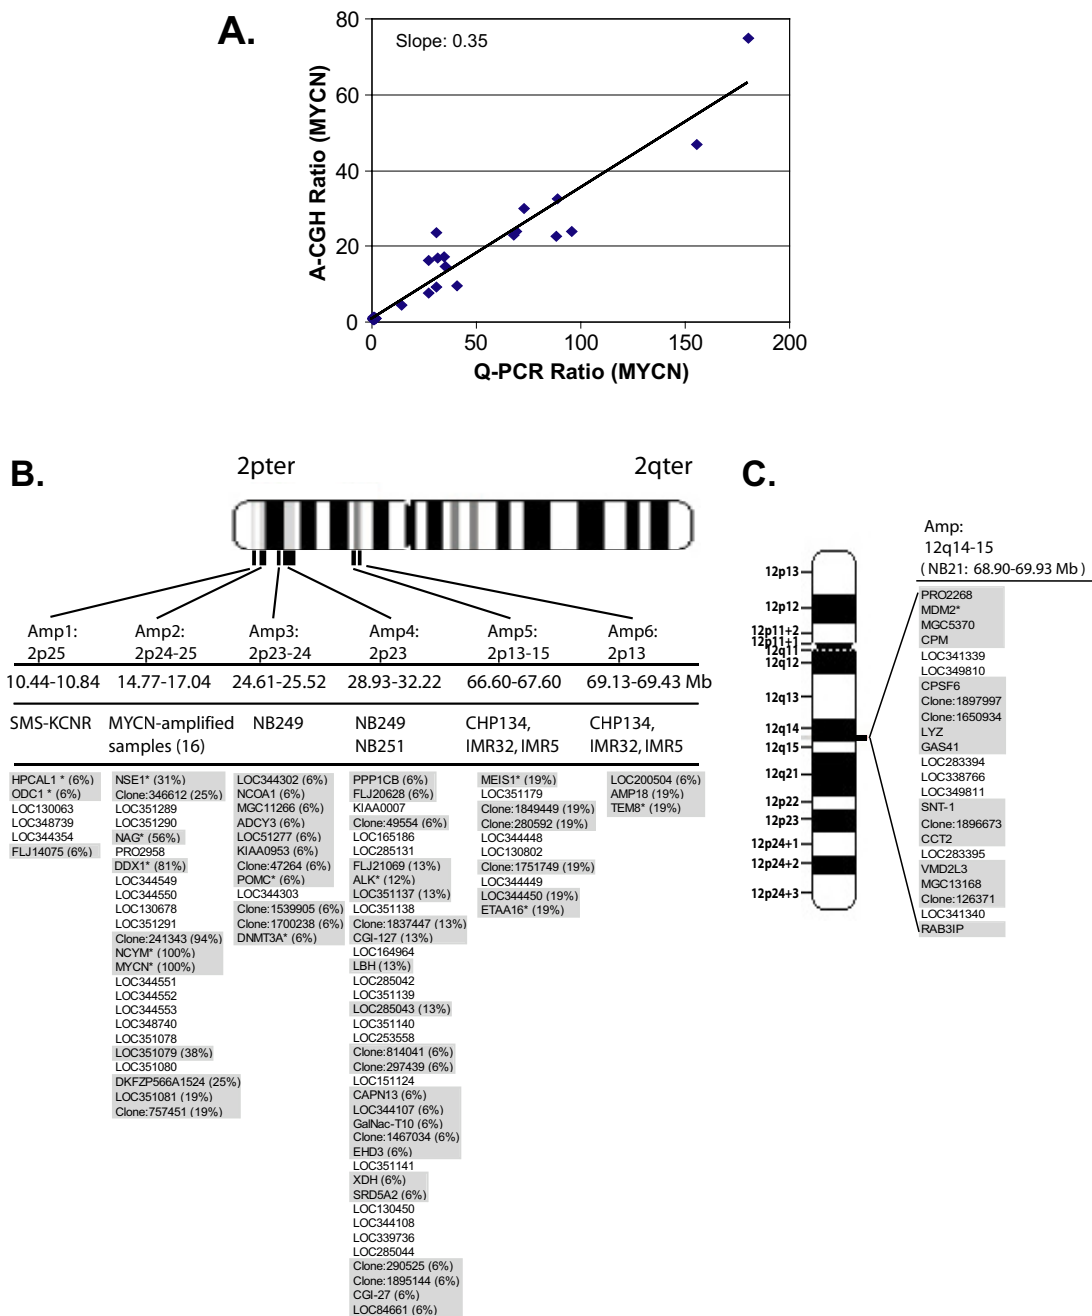 A.
Slope: 0.35
80
60
40
20
0
A-CGH Ratio (MYCN)
0 50 100 150 200
Q-PCR Ratio (MYCN)
B.
2pter 2qter
Amp1: Amp2: Amp3: Amp4: Amp5: Amp6:
2p25 2p24-25 2p23-24 2p23 2p13-15 2p13
10.44-10.84 14.77-17.04 24.61-25.52 28.93-32.22 66.60-67.60 69.13-69.43 Mb
SMS-KCNR
HPCAL1 * (6%)
ODC1 * (6%)
LOC130063
LOC348739
LOC344354
FLJ14075 (6%)
MYCN-amplified
samples (16)
NSE1* (31%)
Clone:346612 (25%)
LOC351289
LOC351290
NAG* (56%)
PRO2958
DDX1* (81%)
LOC344549
LOC344550
LOC130678
LOC351291
Clone:241343 (94%)
NCYM* (100%)
MYCN* (100%)
LOC344551
LOC344552
LOC344553
LOC348740
LOC351078
LOC351079 (38%)
LOC351080
DKFZP566A1524 (25%)
LOC351081 (19%)
Clone:757451 (19%)
NB249
LOC344302 (6%)
NCOA1 (6%)
MGC11266 (6%)
ADCY3 (6%)
LOC51277 (6%)
KIAA0953 (6%)
Clone:47264 (6%)
POMC* (6%)
LOC344303
Clone:1539905 (6%)
Clone:1700238 (6%)
DNMT3A* (6%)
NB249
NB251
PPP1CB (6%)
FLJ20628 (6%)
KIAA0007
Clone:49554 (6%)
LOC165186
LOC285131
FLJ21069 (13%)
ALK* (12%)
LOC351137 (13%)
LOC351138
Clone:1837447 (13%)
CGI-127 (13%)
LOC164964
LBH (13%)
LOC285042
LOC351139
LOC285043 (13%)
LOC351140
LOC253558
Clone:814041 (6%)
Clone:297439 (6%)
LOC151124
CAPN13 (6%)
LOC344107 (6%)
GalNac-T10 (6%)
Clone:1467034 (6%)
EHD3 (6%)
LOC351141
XDH (6%)
SRD5A2 (6%)
LOC130450
LOC344108
LOC339736
LOC285044
Clone:290525 (6%)
Clone:1895144 (6%)
CGI-27 (6%)
LOC84661 (6%)
CHP134,
IMR32, IMR5
MEIS1* (19%)
LOC351179
Clone:1849449 (19%)
Clone:280592 (19%)
LOC344448
LOC130802
Clone:1751749 (19%)
LOC344449
LOC344450 (19%)
ETAA16* (19%)
CHP134,
IMR32, IMR5
LOC200504 (6%)
AMP18 (19%)
TEM8* (19%)
C.
12p13
12p12
12p11+2
12p11+1
12q11
12q12
12q13
12q14
12q15
12q21
12p22
12p23
12p24+1
12p24+2
12p24+3
Amp:
12q14-15
( NB21: 68.90-69.93 Mb )
PRO2268
MDM2*
MGC5370
CPM
LOC341339
LOC349810
CPSF6
Clone:1897997
Clone:1650934
LYZ
GAS41
LOC283394
LOC338766
LOC349811
SNT-1
Clone:1896673
CCT2
LOC283395
VMD2L3
MGC13168
Clone:126371
LOC341340
RAB3IP